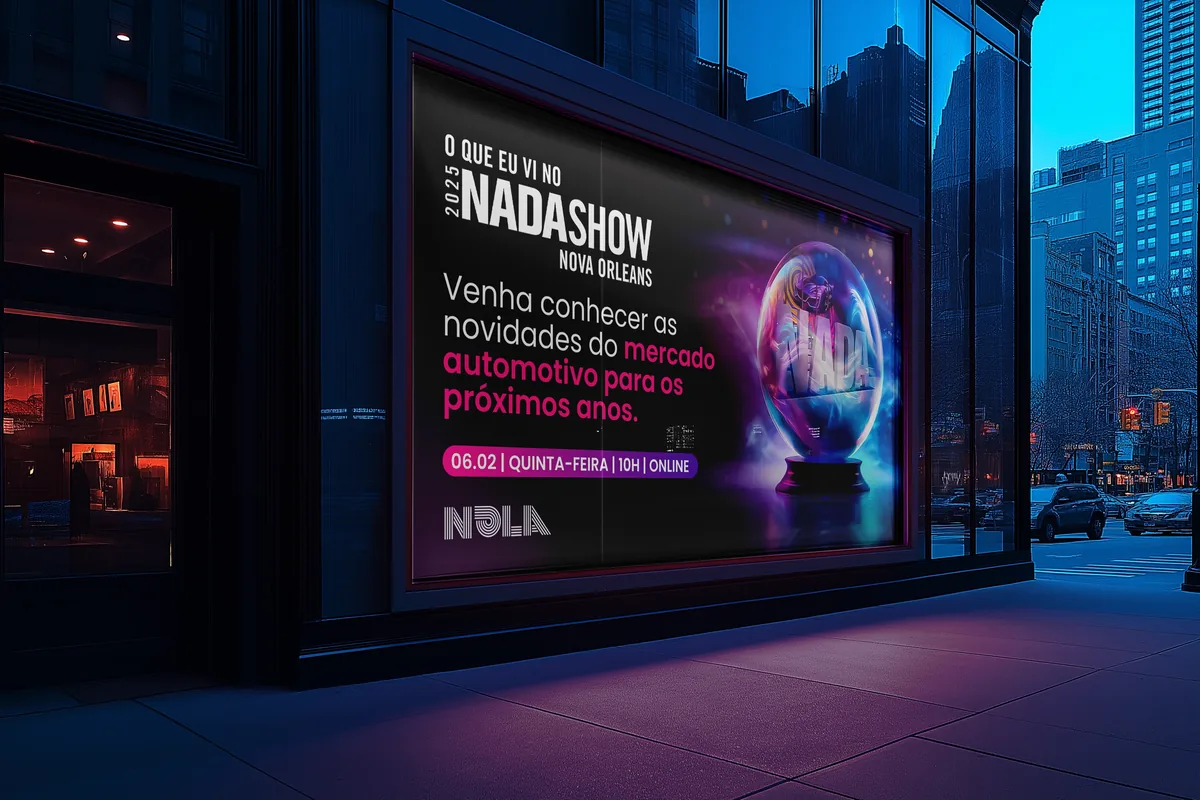 O QUE EU VI NO
2025
NADASHOW
NOVA ORLEANS
Venha conhecer as
novidades do mercado
automotivo para os
próximos anos.
06.02 | QUINTA-FEIRA | 10H | ONLINE
NOLA
NADA